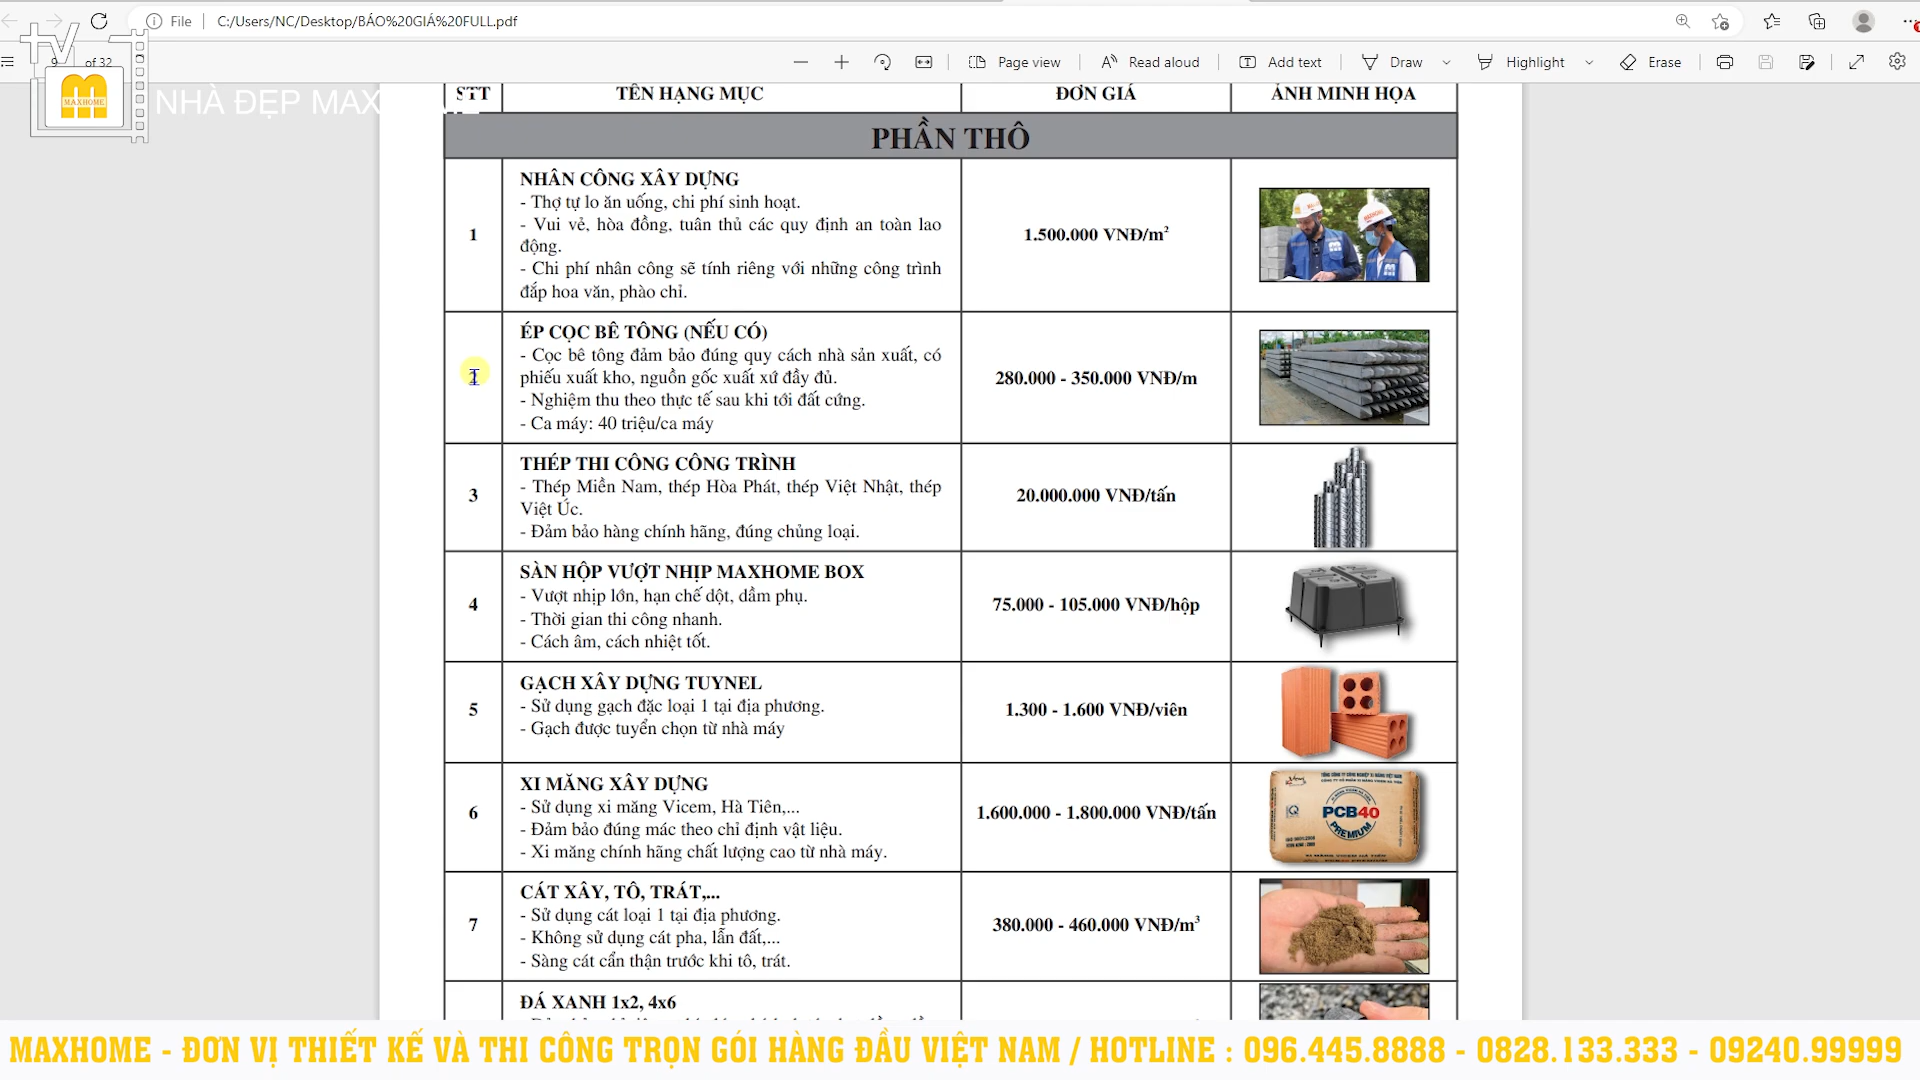 File
C:/Users/NC/Desktop/BÁO%20GIÁ%20FULL.pdf
9 of 32
Page view
Read aloud
Add text
Draw
Highlight
Erase
TV
MAXHOME
NHÀ ĐẸP MAX
STT TÊN HẠNG MỤC ĐƠN GIÁ ẢNH MINH HỌA
PHẦN THÔ
1
NHÂN CÔNG XÂY DỰNG
- Thợ tự lo ăn uống, chi phí sinh hoạt.
- Vui vẻ, hòa đồng, tuân thủ các quy định an toàn lao
động.
- Chi phí nhân công sẽ tính riêng với những công trình
đắp hoa văn, phào chỉ.
1.500.000 VNĐ/m²
2
ÉP CỌC BÊ TÔNG (NẾU CÓ)
- Cọc bê tông đảm bảo đúng quy cách nhà sản xuất, có
phiếu xuất kho, nguồn gốc xuất xứ đầy đủ.
- Nghiệm thu theo thực tế sau khi tới đất cứng.
- Ca máy: 40 triệu/ca máy
280.000 - 350.000 VNĐ/m
3
THÉP THI CÔNG CÔNG TRÌNH
- Thép Miền Nam, thép Hòa Phát, thép Việt Nhật, thép
Việt Úc.
- Đảm bảo hàng chính hãng, đúng chủng loại.
20.000.000 VNĐ/tấn
4
SÀN HỘP VƯỢT NHỊP MAXHOME BOX
- Vượt nhịp lớn, hạn chế dột, dầm phụ.
- Thời gian thi công nhanh.
- Cách âm, cách nhiệt tốt.
75.000 - 105.000 VNĐ/hộp
5
GẠCH XÂY DỰNG TUYNEL
- Sử dụng gạch đặc loại 1 tại địa phương.
- Gạch được tuyển chọn từ nhà máy
1.300 - 1.600 VNĐ/viên
6
XI MĂNG XÂY DỰNG
- Sử dụng xi măng Vicem, Hà Tiên,...
- Đảm bảo đúng mác theo chỉ định vật liệu.
- Xi măng chính hãng chất lượng cao từ nhà máy.
1.600.000 - 1.800.000 VNĐ/tấn
PCB40
PREMIUM
XI MĂNG VICEM HÀ TIÊN
7
CÁT XÂY, TÔ, TRÁT,...
- Sử dụng cát loại 1 tại địa phương.
- Không sử dụng cát pha, lẫn đất,...
- Sàng cát cẩn thận trước khi tô, trát.
380.000 - 460.000 VNĐ/m³
ĐÁ XANH 1x2, 4x6
MAXHOME - ĐƠN VỊ THIẾT KẾ VÀ THI CÔNG TRỌN GÓI HÀNG ĐẦU VIỆT NAM / HOTLINE : 096.445.8888 - 0828.133.333 - 09240.99999